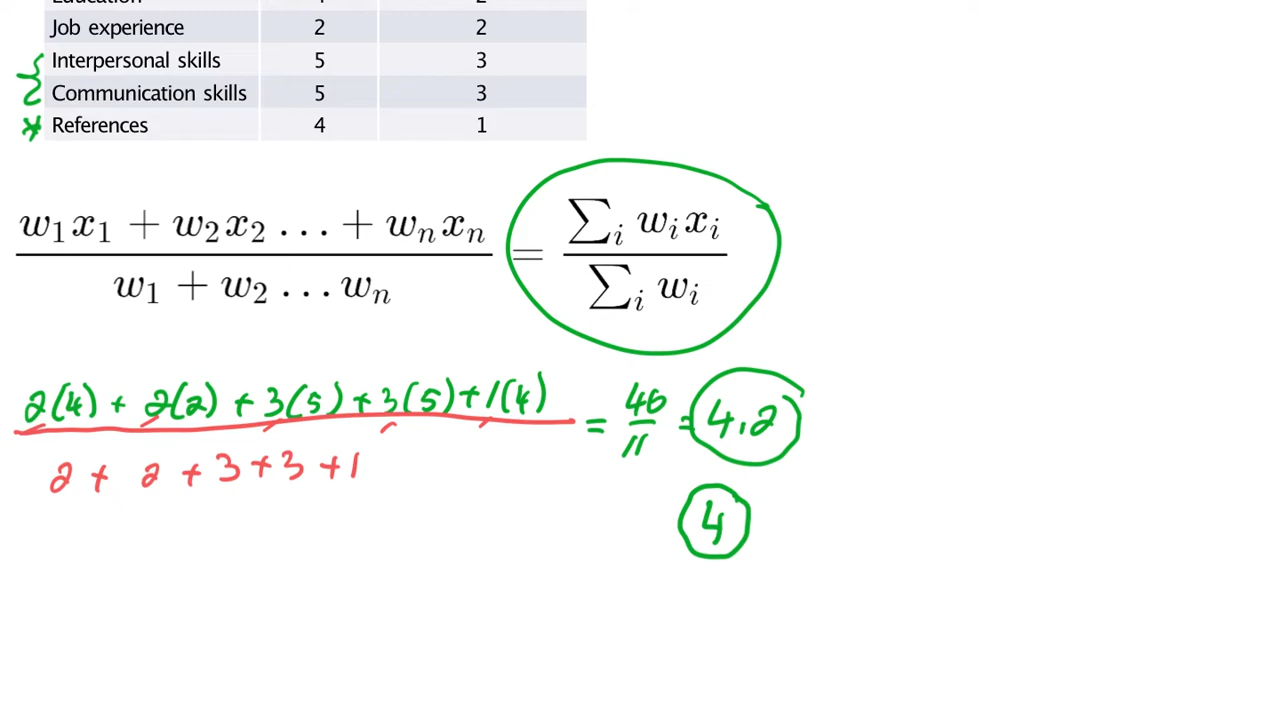 Education 4 2
Job experience 2 2
Interpersonal skills 5 3
Communication skills 5 3
* References 4 1
w₁x₁ + w₂x₂ … + wₙxₙ = ∑ᵢ wᵢxᵢ
w₁ + w₂ … wₙ ∑ᵢ wᵢ
2(4) + 2(2) + 3(5) + 3(5) + 1(4) = 46/11 = 4.2
2 + 2 + 3 + 3 + 1
4